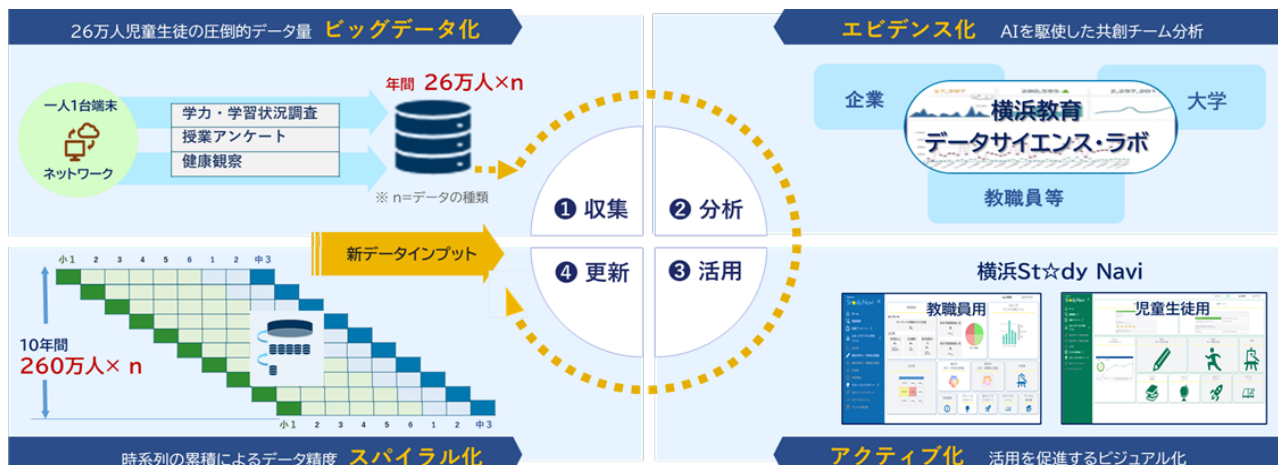 26万人児童生徒の圧倒的データ量 ビッグデータ化
一人1台端末
ネットワーク
学力・学習状況調査
授業アンケート
健康観察
年間 26万人×n
※ n=データの種類
エビデンス化 AIを駆使した共創チーム分析
企業
大学
横浜教育
データサイエンス・ラボ
教職員等
❶ 収集
❷ 分析
❹ 更新
❸ 活用
新データインプット
小1 2 3 4 5 6 1 2 中3
10年間
260万人× n
小1 2 3 4 5 6 1 2 中3
時系列の累積によるデータ精度 スパイラル化
横浜St☆dy Navi
教職員用
児童生徒用
アクティブ化 活用を促進するビジュアル化